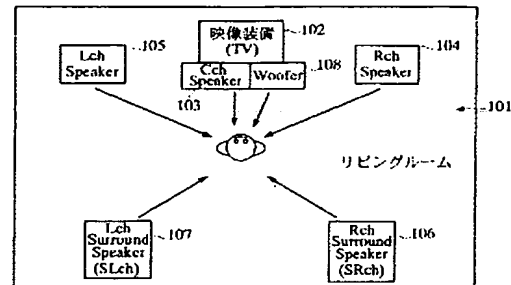 映像装備
(TV)
102
Lch
Speaker
105
Cch
Speaker
Woofer
108
103
Rch
Speaker
104
101
リビングルーム
Lch
Surround
Speaker
(SLch)
107
Rch
Surround
Speaker
(SRch)
106